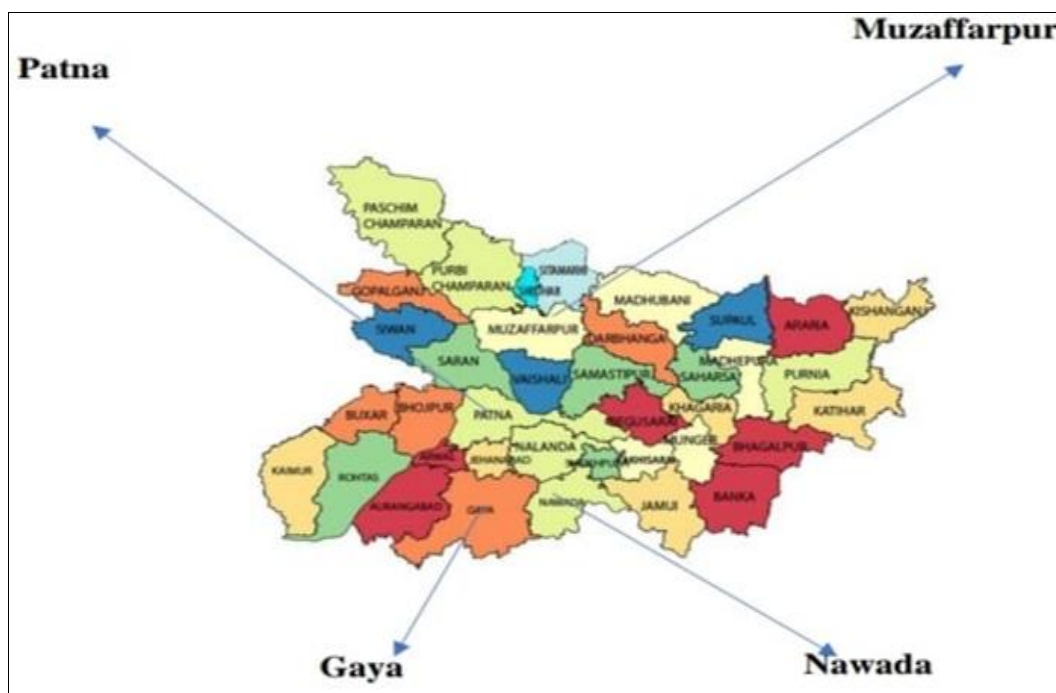 Muzaffarpur
Patna
PASCHIM
CHAMPARAN
PURBI
CHAMPARAN
SITAMARHI
GOPALGANJ
MADHUBANI
SIWAN
MUZAFFARPUR
DARBHANGA
SUPAUL
ARARIA
KISHANGANJ
SARAN
VAISHALI
SAMASTIPUR
SAHARSA
MADHEPURA
PURNIA
BUXAR
BHOJPUR
PATNA
BEGUSARAI
KHAGARIA
KATIHAR
MUNGER
BHAGALPUR
NALANDA
JEHANABAD
LAKHISARAI
KAIMUR
ROHTAS
AURANGABAD
GAYA
NAWADA
JAMUI
BANKA
Gaya
Nawada